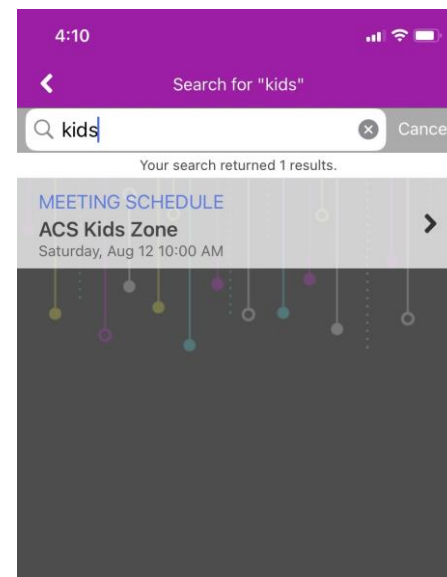 4:10
Search for "kids"
kids
Cance
Your search returned 1 results.
MEETING SCHEDULE
ACS Kids Zone
Saturday, Aug 12 10:00 AM